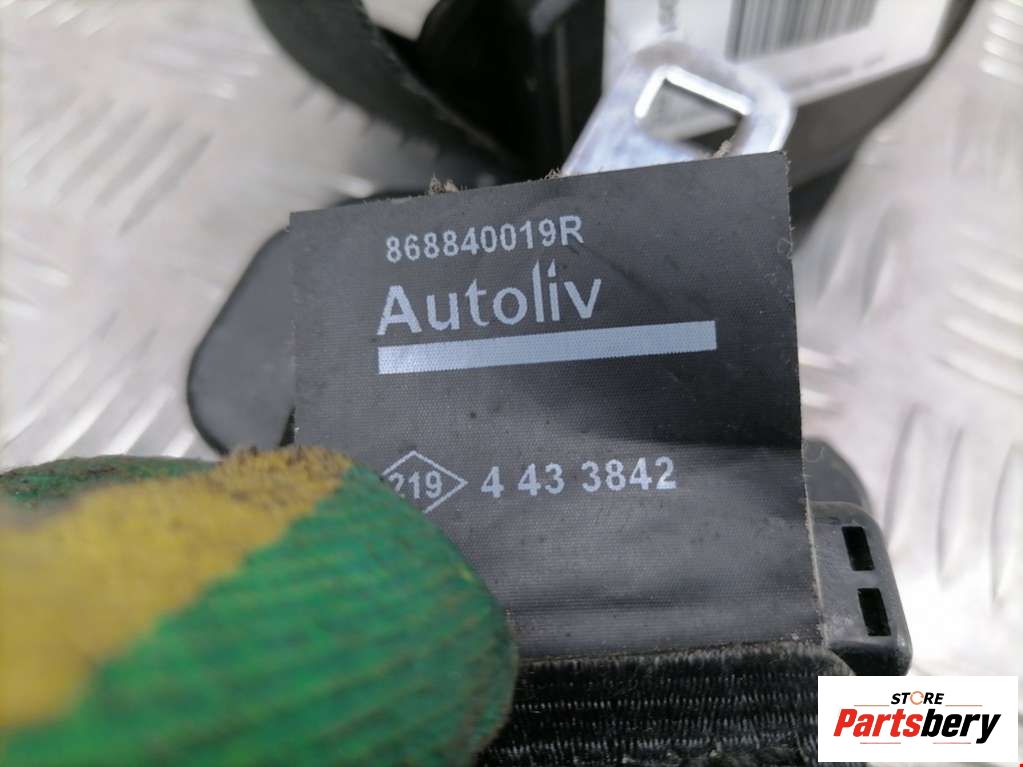 868840019R
Autoliv
219 4 43 3842
STORE
Partsbery